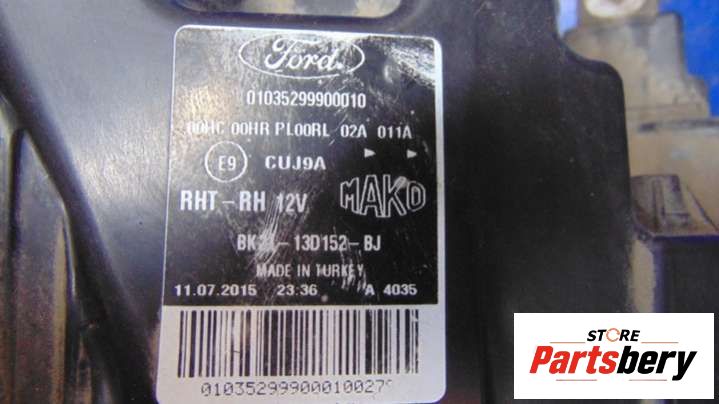 Ford
01035299900010
00HC 00HR PL00RL 02A 011A
E9 CUJ9A
RHT-RH 12V MAKO
BK21-13D152-BJ
MADE IN TURKEY
11.07.2015 23:36 A 4035
STORE
Partsbery